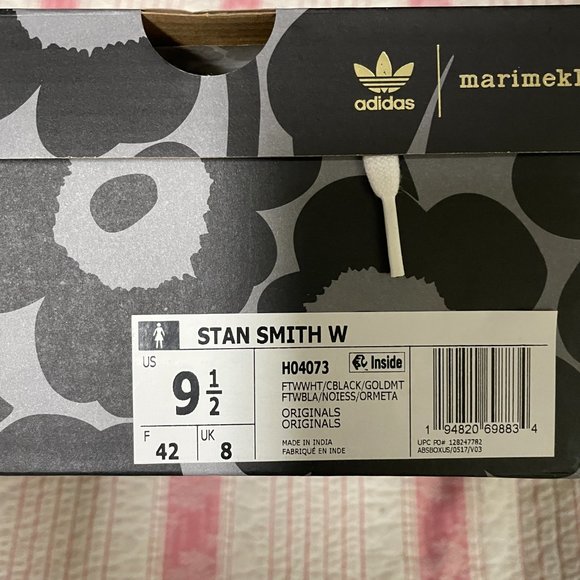 adidas
marimekk
STAN SMITH W
US
9 1/2
F
42
UK
8
H04073
Inside
FTWWHT/CBLACK/GOLDMT
FTWBLA/NOIESS/ORMETA
ORIGINALS
ORIGINALS
MADE IN INDIA
FABRIQUÉ EN INDE
1 94820 69883 4
UPC PO# 128247782
ABSBOXUS/0517/V03